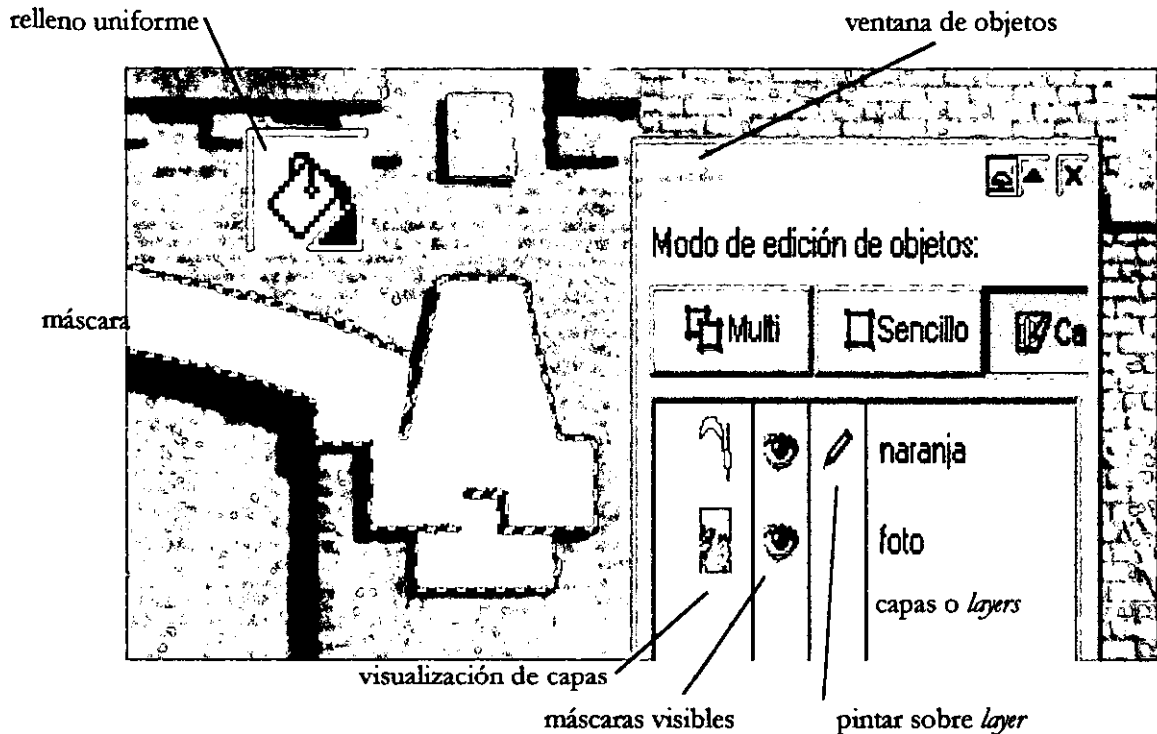 relleno uniforme
ventana de objetos
Modo de edición de objetos:
máscara
Multi
Sencillo
Ca
naranja
foto
capas o layers
visualización de capas
máscaras visibles
pintar sobre layer